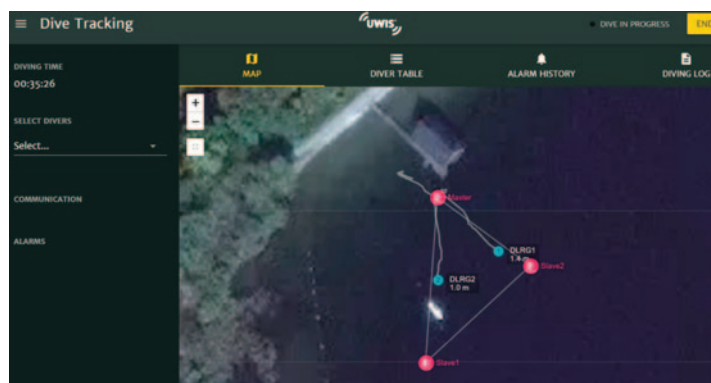 Dive Tracking
UWIS
DIVE IN PROGRESS
END
DIVING TIME
00:35:26
SELECT DIVERS
Select...
COMMUNICATION
ALARMS
MAP
DIVER TABLE
ALARM HISTORY
DIVING LOG
+
−
Master
DLRG1
1.4 m
Slave2
DLRG2
1.0 m
Slave1